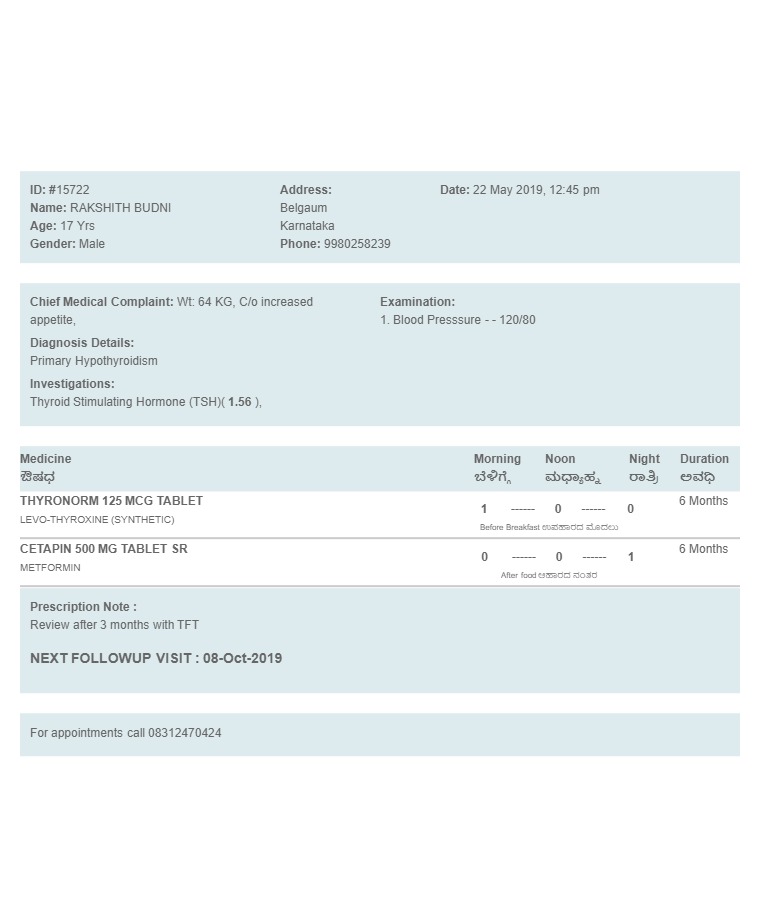 ID: #15722
Name: RAKSHITH BUDNI
Age: 17 Yrs
Gender: Male
Address:
Belgaum
Karnataka
Phone: 9980258239
Date: 22 May 2019, 12:45 pm
Chief Medical Complaint: Wt: 64 KG, C/o increased
appetite,
Diagnosis Details:
Primary Hypothyroidism
Investigations:
Thyroid Stimulating Hormone (TSH)( 1.56 ),
Examination:
1. Blood Presssure - - 120/80
Medicine Morning Noon Night Duration
ಔಷಧ ಬೆಳಿಗ್ಗೆ ಮಧ್ಯಾಹ್ನ ರಾತ್ರಿ ಅವಧಿ
THYRONORM 125 MCG TABLET 6 Months
1 ------ 0 ------ 0
LEVO-THYROXINE (SYNTHETIC)
Before Breakfast ಉಪಹಾರದ ಮೊದಲು
CETAPIN 500 MG TABLET SR 6 Months
0 ------ 0 ------ 1
METFORMIN
After food ಆಹಾರದ ನಂತರ
Prescription Note :
Review after 3 months with TFT
NEXT FOLLOWUP VISIT : 08-Oct-2019
For appointments call 08312470424